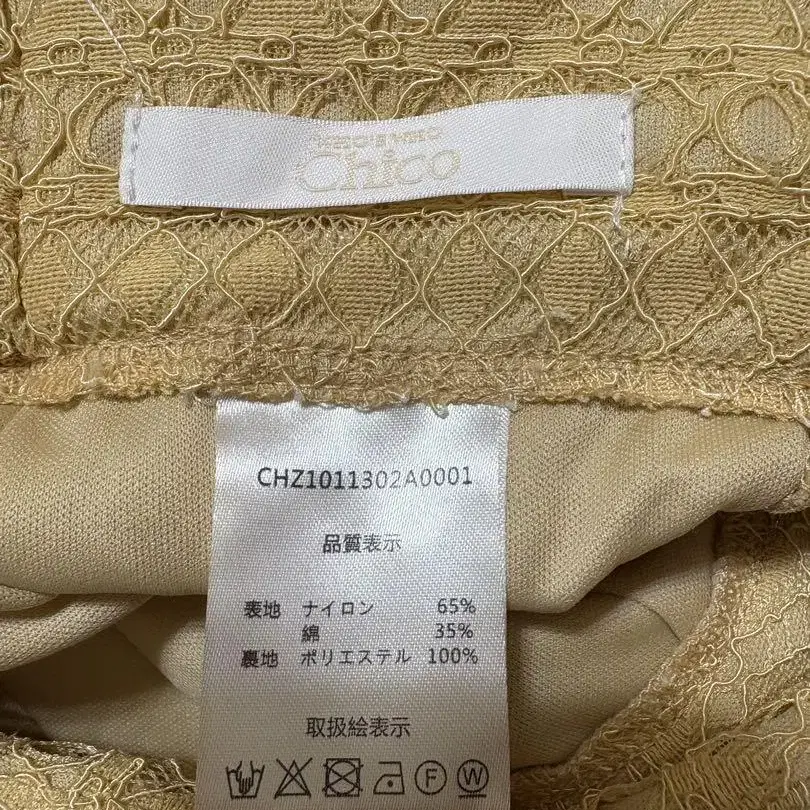 Chico
CHZ1011302A0001
品質表示
表地 ナイロン 65%
綿 35%
裏地 ポリエステル 100%
取扱絵表示
F W